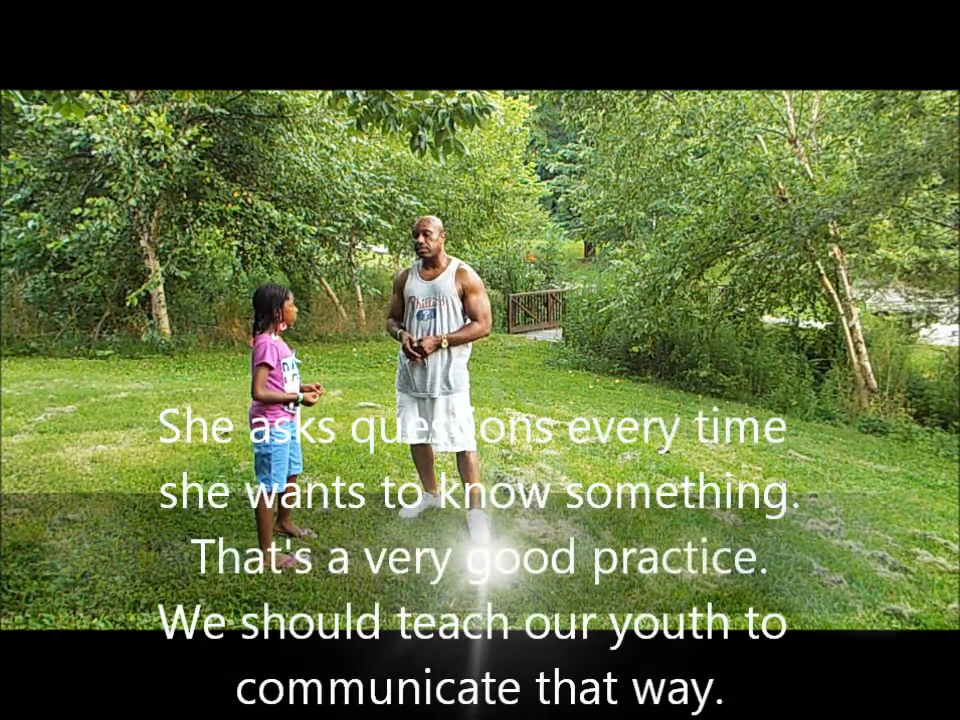 Phillies
She asks questions every time
she wants to know something.
That's a very good practice.
We should teach our youth to
communicate that way.